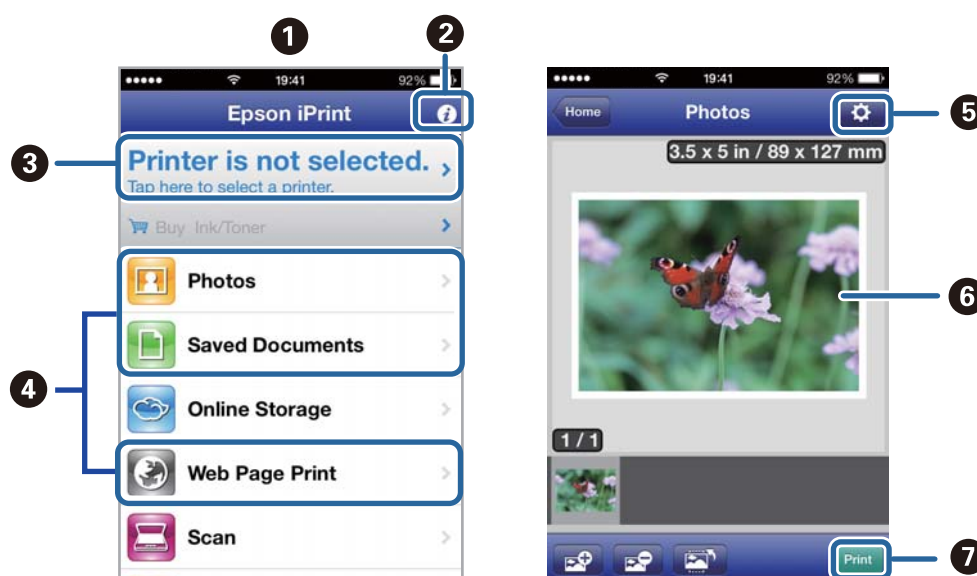 1
2
19:41
92%
Epson iPrint
i
3
Printer is not selected.
Tap here to select a printer.
Buy Ink/Toner
4
Photos
Saved Documents
Online Storage
Web Page Print
Scan
19:41
92%
Home
Photos
5
3.5 x 5 in / 89 x 127 mm
6
1 / 1
Print
7